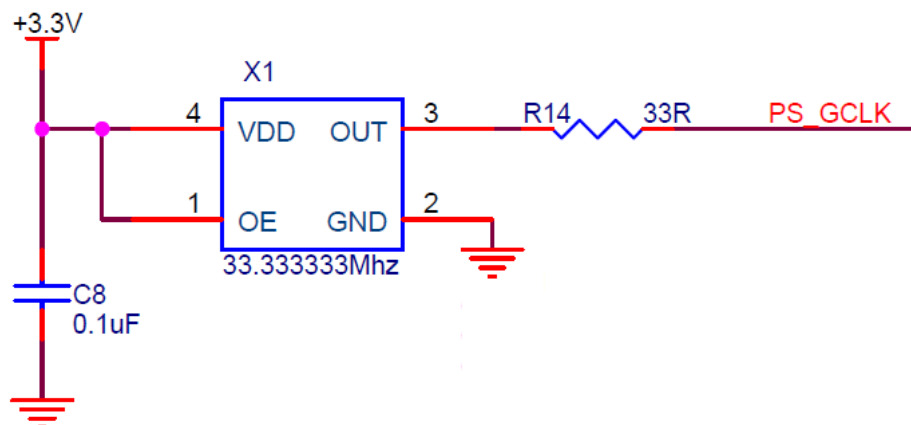 +3.3V
X1
4 VDD OUT 3 R14 33R PS_GCLK
1 OE GND 2
33.333333Mhz
C8
0.1uF